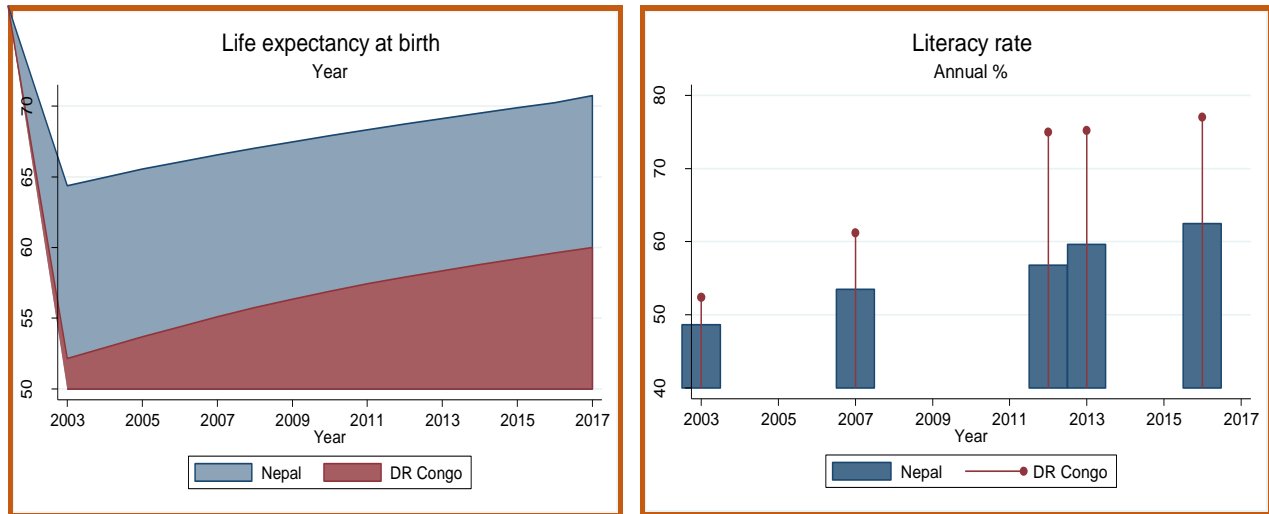 Life expectancy at birth
Year
70
65
60
55
50
2003 2005 2007 2009 2011 2013 2015 2017
Year
Nepal DR Congo
Literacy rate
Annual %
80
70
60
50
40
2003 2005 2007 2009 2011 2013 2015 2017
Year
Nepal DR Congo